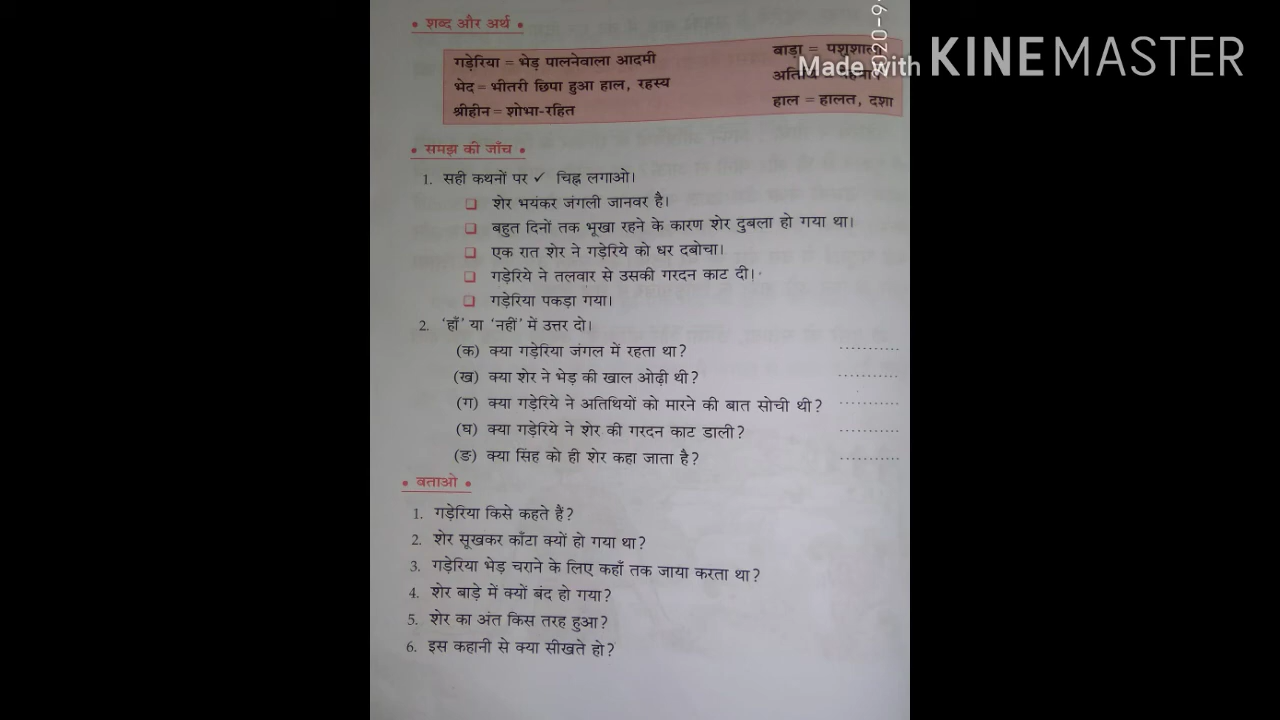 • शब्द और अर्थ •
गड़ेरिया = भेड़ पालनेवाला आदमी
भेद = भीतरी छिपा हुआ हाल, रहस्य
श्रीहीन = शोभा-रहित
बाड़ा = पशुशाला
हाल = हालत, दशा
Made with KINEMASTER
• समझ की जाँच •
1. सही कथनों पर ✓ चिह्न लगाओ।
❑ शेर भयंकर जंगली जानवर है।
❑ बहुत दिनों तक भूखा रहने के कारण शेर दुबला हो गया था।
❑ एक रात शेर ने गड़ेरिये को धर दबोचा।
❑ गड़ेरिये ने तलवार से उसकी गरदन काट दी।
❑ गड़ेरिया पकड़ा गया।
2. ‘हाँ’ या ‘नहीं’ में उत्तर दो।
(क) क्या गड़ेरिया जंगल में रहता था? ...........
(ख) क्या शेर ने भेड़ की खाल ओढ़ी थी? ...........
(ग) क्या गड़ेरिये ने अतिथियों को मारने की बात सोची थी? ...........
(घ) क्या गड़ेरिये ने शेर की गरदन काट डाली? ...........
(ङ) क्या सिंह को ही शेर कहा जाता है? ...........
• बताओ •
1. गड़ेरिया किसे कहते हैं?
2. शेर सूखकर काँटा क्यों हो गया था?
3. गड़ेरिया भेड़ चराने के लिए कहाँ तक जाया करता था?
4. शेर बाड़े में क्यों बंद हो गया?
5. शेर का अंत किस तरह हुआ?
6. इस कहानी से क्या सीखते हो?